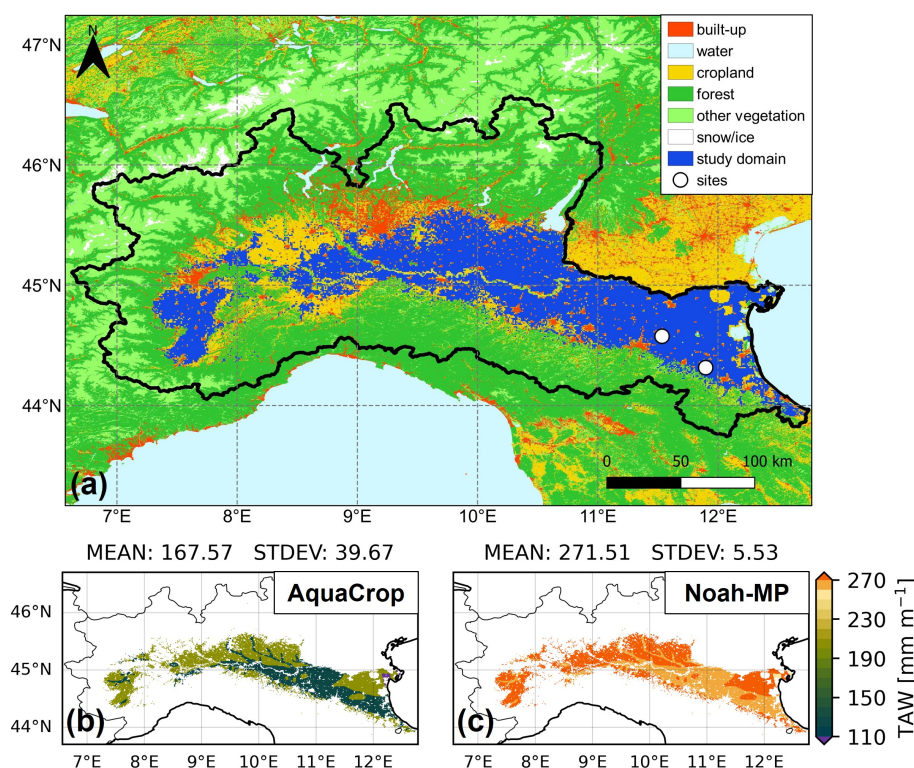 47°N
46°N
45°N
44°N
N
built-up
water
cropland
forest
other vegetation
snow/ice
study domain
sites
0 50 100 km
(a)
7°E 8°E 9°E 10°E 11°E 12°E
MEAN: 167.57 STDEV: 39.67
MEAN: 271.51 STDEV: 5.53
46°N
45°N
44°N
AquaCrop
(b)
7°E 8°E 9°E 10°E 11°E 12°E
Noah-MP
(c)
7°E 8°E 9°E 10°E 11°E 12°E
270
230
190
150
110
TAW [mm m⁻¹]